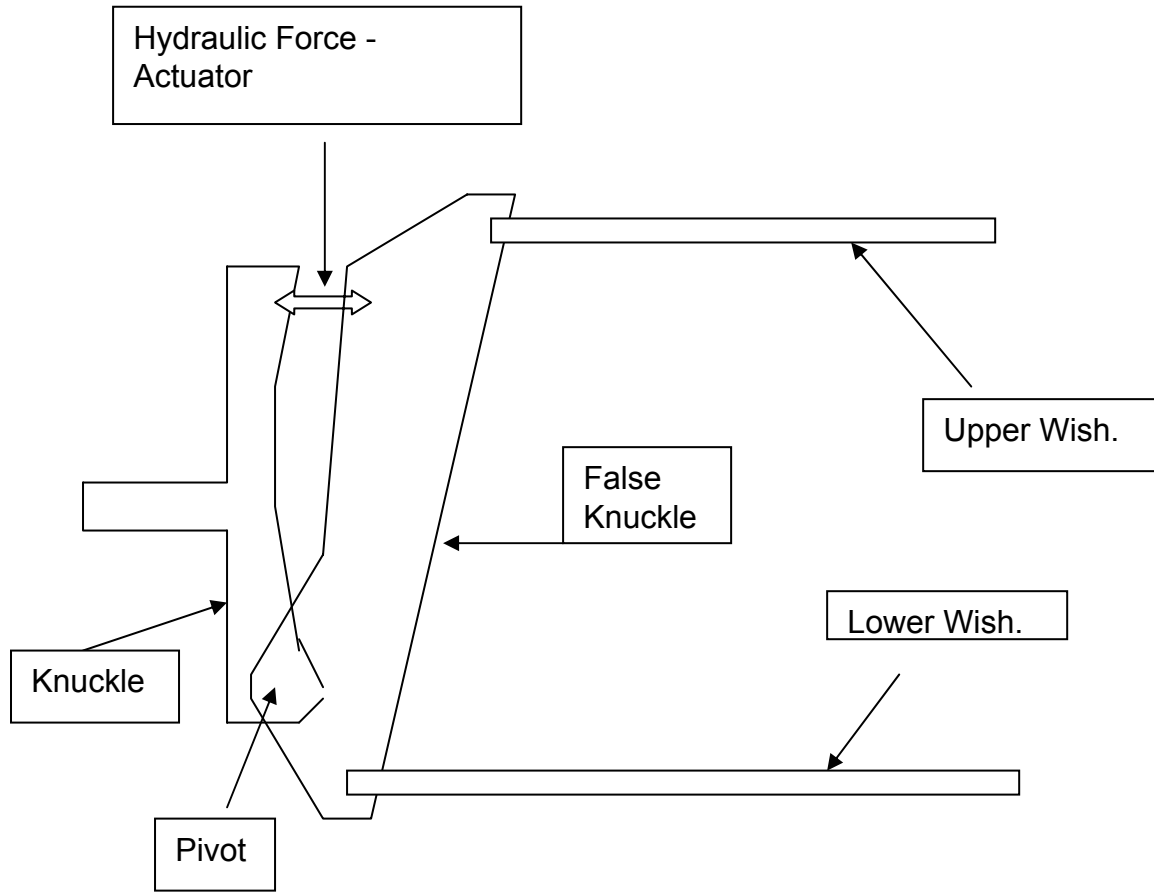 Hydraulic Force -
Actuator
Upper Wish.
False
Knuckle
Lower Wish.
Knuckle
Pivot